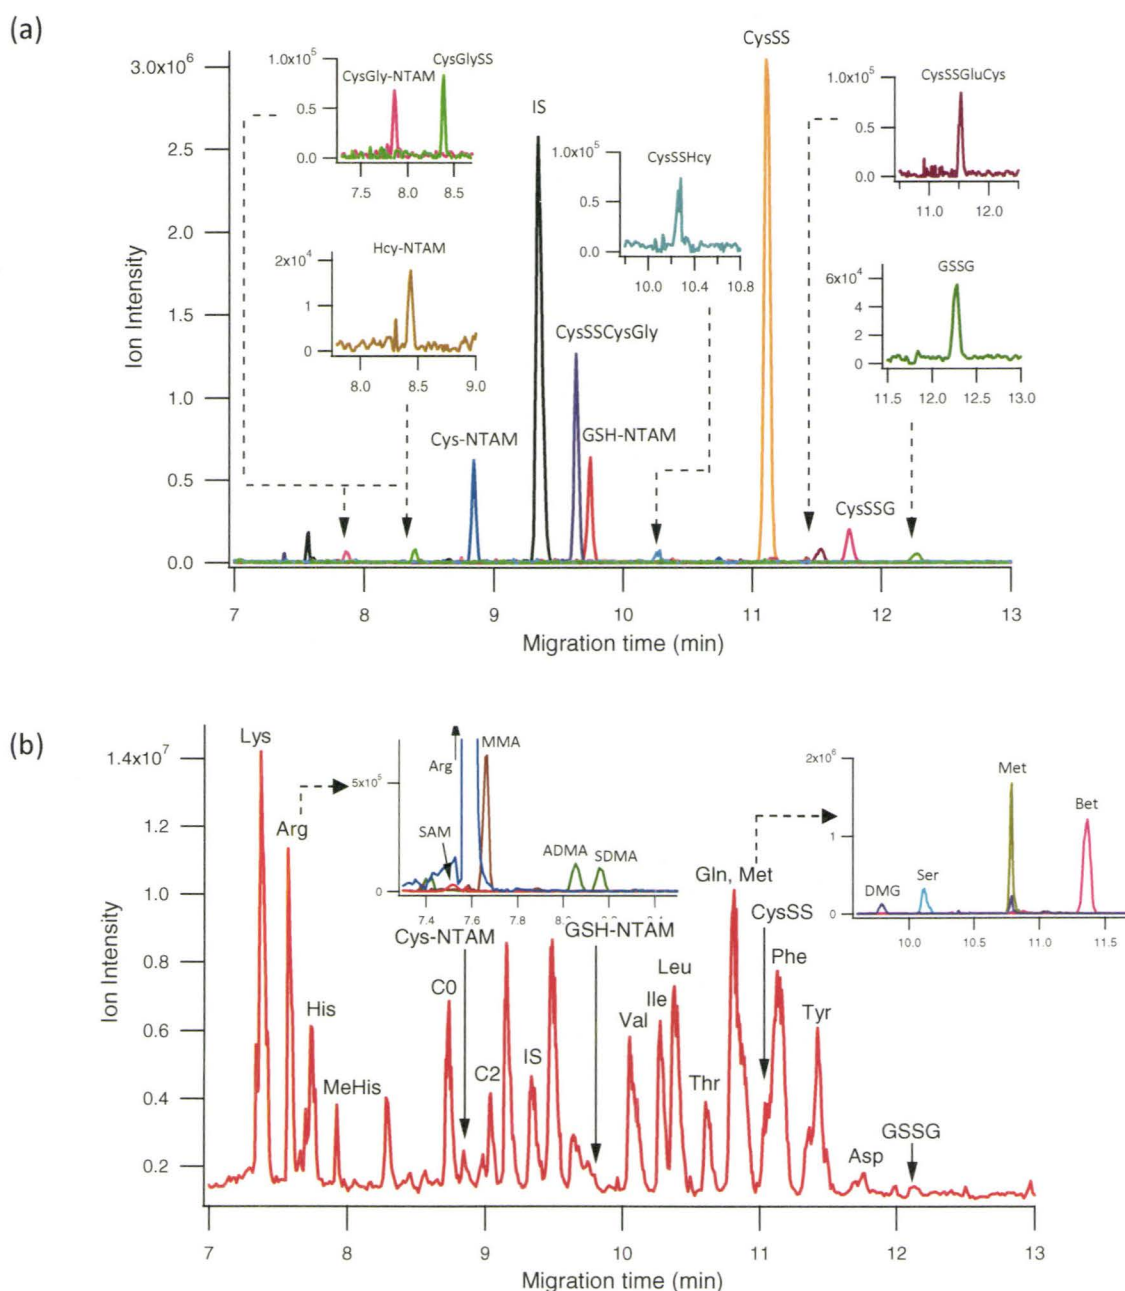 (a)
3.0x10⁶
2.5
2.0
1.5
1.0
0.5
0.0
Ion Intensity
7 8 9 10 11 12 13
Migration time (min)
1.0x10⁵
0.5
0.0
CysGly-NTAM
CysGlySS
7.5 8.0 8.5
2x10⁴
1
0
Hcy-NTAM
8.0 8.5 9.0
Cys-NTAM
IS
CysSSCysGly
GSH-NTAM
1.0x10⁵
0.5
0.0
CysSSHcy
10.0 10.4 10.8
CysSS
1.0x10⁵
0.5
0.0
CysSSGluCys
11.0 12.0
6x10⁴
4
2
0
GSSG
11.5 12.0 12.5 13.0
CysSSG
(b)
1.4x10⁷
1.2
1.0
0.8
0.6
0.4
0.2
Ion Intensity
7 8 9 10 11 12 13
Migration time (min)
Lys
Arg
His
MeHis
5x10⁵
0
Arg
MMA
SAM
ADMA
SDMA
7.4 7.6 7.8
C0
Cys-NTAM
C2
IS
GSH-NTAM
Val
Ile
Leu
Thr
Gln, Met
CysSS
Phe
Tyr
Asp
GSSG
2x10⁶
1
0
DMG
Ser
Met
Bet
10.0 10.5 11.0 11.5